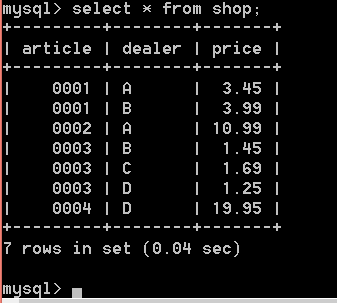 mysql> select * from shop;
+---------+--------+-------+
| article | dealer | price |
+---------+--------+-------+
|    0001 | A      |  3.45 |
|    0001 | B      |  3.99 |
|    0002 | A      | 10.99 |
|    0003 | B      |  1.45 |
|    0003 | C      |  1.69 |
|    0003 | D      |  1.25 |
|    0004 | D      | 19.95 |
+---------+--------+-------+
7 rows in set (0.04 sec)
mysql> _